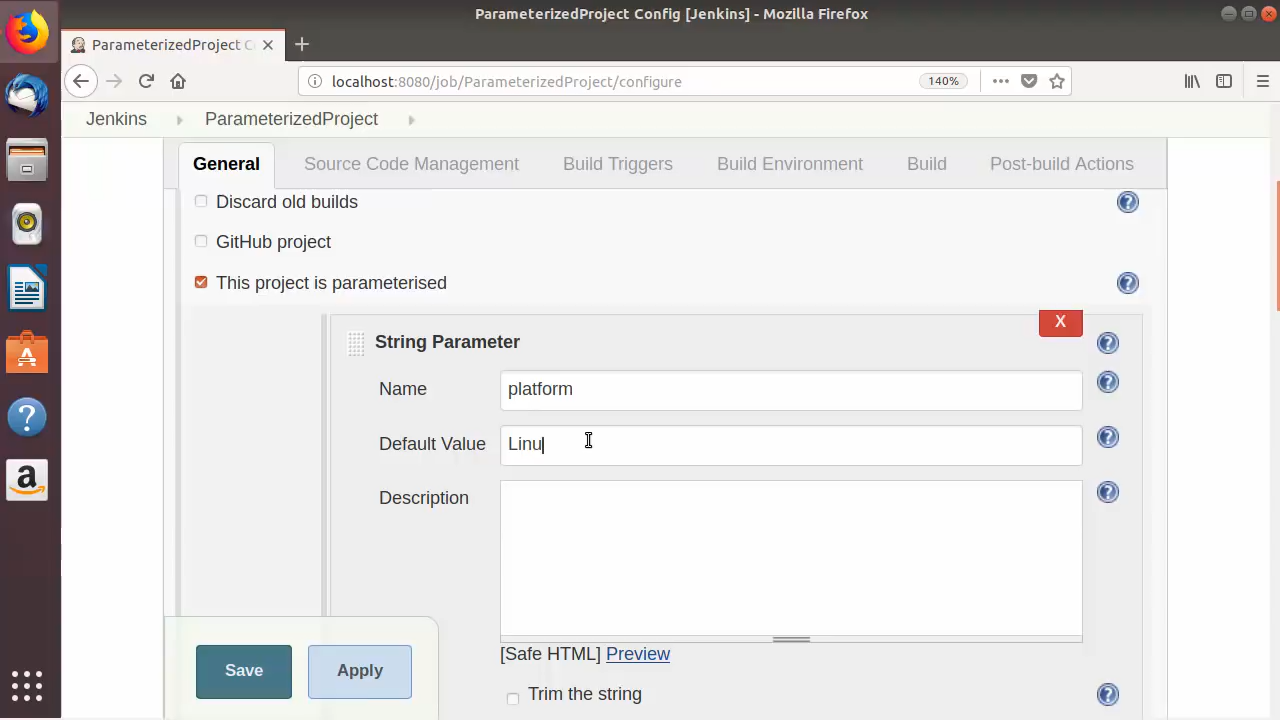 ParameterizedProject Config [Jenkins] - Mozilla Firefox
ParameterizedProject C
localhost:8080/job/ParameterizedProject/configure
140%
Jenkins
ParameterizedProject
General
Source Code Management
Build Triggers
Build Environment
Build
Post-build Actions
Discard old builds
GitHub project
This project is parameterised
X
String Parameter
Name
platform
Default Value
Linu
Description
[Safe HTML] Preview
Trim the string
Save
Apply